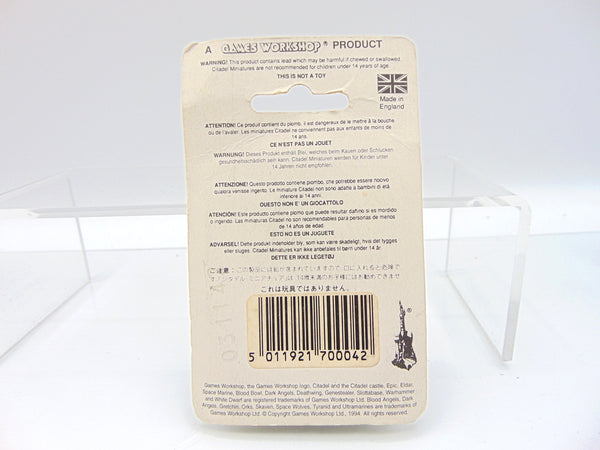 A GAMES WORKSHOP® PRODUCT
WARNING! This product contains lead which may be harmful if chewed or swallowed.
Citadel Miniatures are not recommended for children under 14 years of age.
THIS IS NOT A TOY
Made in
England
ATTENTION! Ce produit contient du plomb, il est dangereux de le mettre à la bouche
ou de l'avaler. Les miniatures Citadel ne conviennent pas aux enfants de moins de
14 ans.
CE N'EST PAS UN JOUET
WARNUNG! Dieses Produkt enthält Blei, welches beim Kauen oder Schlucken
gesundheitsschädlich sein kann. Citadel Miniaturen werden für Kinder unter
14 Jahren nicht empfohlen.
ATTENZIONE! Questo prodotto contiene piombo, che potrebbe essere nocivo
qualora venisse ingerito. Le miniature Citadel non sono adate a bambini di età
inferiore ai 14 anni.
QUESTO NON E' UN GIOCATTOLO
ATENCIÓN! Este producto contiene plomo que puede resultar dañino si es mordido
o ingerido. Las miniaturas Citadel no son recomendables para personas de menos
de 14 años de edad.
ESTO NO ES UN JUGUETE
ADVARSEL! Dette produkt indeholder bly, som kan være skadeligt, hvis det tygges
eller sluges. Citadel Miniatures kan ikke anbefales til børn under 14 år.
DETTE ER IKKE LEGETØJ
これは玩具ではありません。
5 011921 700042
®
Games Workshop, the Games Workshop logo, Citadel and the Citadel castle, Epic, Eldar,
Space Marine, Blood Bowl, Dark Angels, Deathwing, Genestealer, Slottabase, Warhammer
and White Dwarf are registered trademarks of Games Workshop Ltd. Blood Bowl, Dark
Angels, Gretchin, Orks, Skaven, Space Wolves, Tyranid and Ultramarines are trademarks of
Games Workshop Ltd. © Copyright Games Workshop Ltd., 1994. All rights reserved.